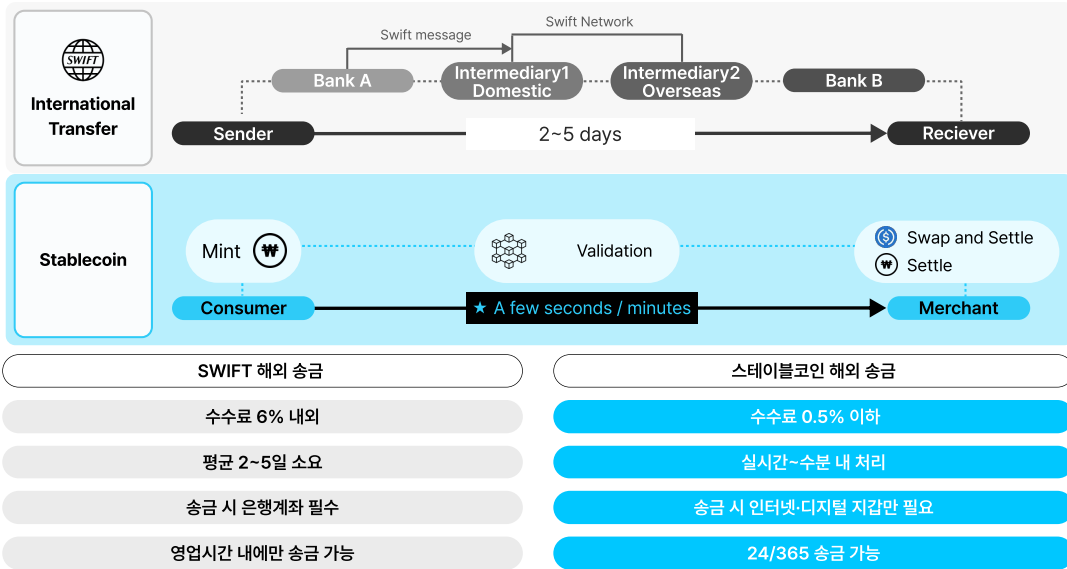 SWIFT
International
Transfer
Swift message
Swift Network
Bank A
Intermediary1
Domestic
Intermediary2
Overseas
Bank B
Sender
2~5 days
Reciever
Stablecoin
Mint ₩
Validation
$ Swap and Settle
₩ Settle
Consumer
★ A few seconds / minutes
Merchant
SWIFT 해외 송금
스테이블코인 해외 송금
수수료 6% 내외
수수료 0.5% 이하
평균 2~5일 소요
실시간~수분 내 처리
송금 시 은행계좌 필수
송금 시 인터넷·디지털 지갑만 필요
영업시간 내에만 송금 가능
24/365 송금 가능